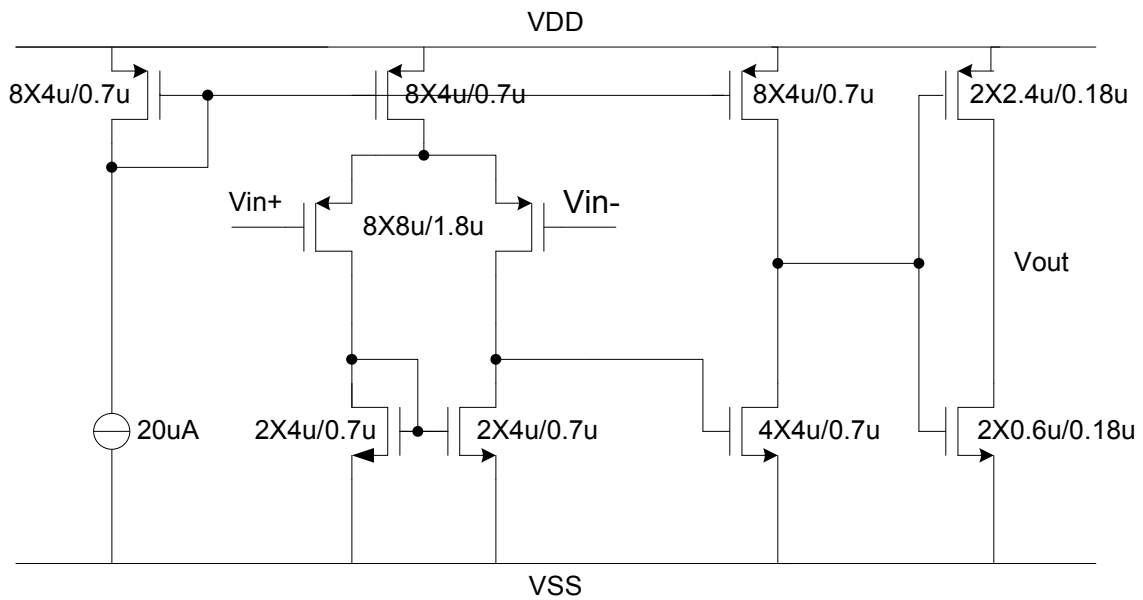 VDD
8X4u/0.7u 8X4u/0.7u 8X4u/0.7u 2X2.4u/0.18u
Vin+ Vin-
8X8u/1.8u
Vout
20uA 2X4u/0.7u 2X4u/0.7u 4X4u/0.7u 2X0.6u/0.18u
VSS